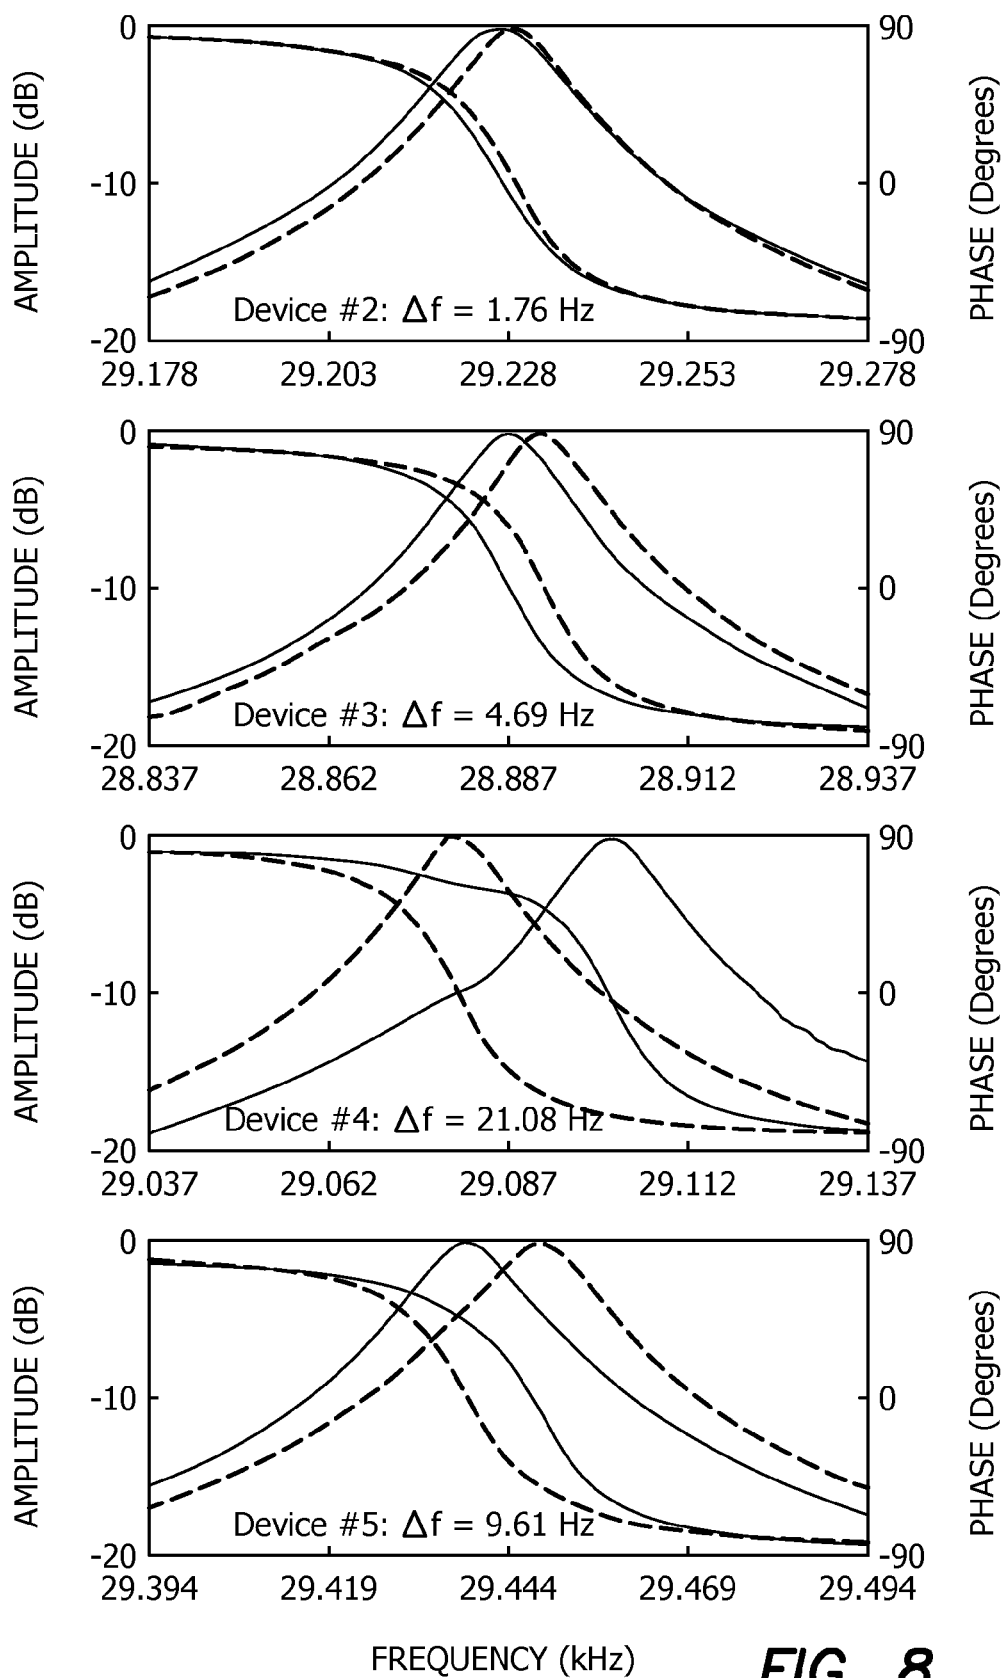 0
90
AMPLITUDE (dB)
PHASE (Degrees)
-10
0
Device #2: Δf = 1.76 Hz
-20
-90
29.178 29.203 29.228 29.253 29.278
0
90
AMPLITUDE (dB)
PHASE (Degrees)
-10
0
Device #3: Δf = 4.69 Hz
-20
-90
28.837 28.862 28.887 28.912 28.937
0
90
AMPLITUDE (dB)
PHASE (Degrees)
-10
0
Device #4: Δf = 21.08 Hz
-20
-90
29.037 29.062 29.087 29.112 29.137
0
90
AMPLITUDE (dB)
PHASE (Degrees)
-10
0
Device #5: Δf = 9.61 Hz
-20
-90
29.394 29.419 29.444 29.469 29.494
FREQUENCY (kHz)
FIG. 8